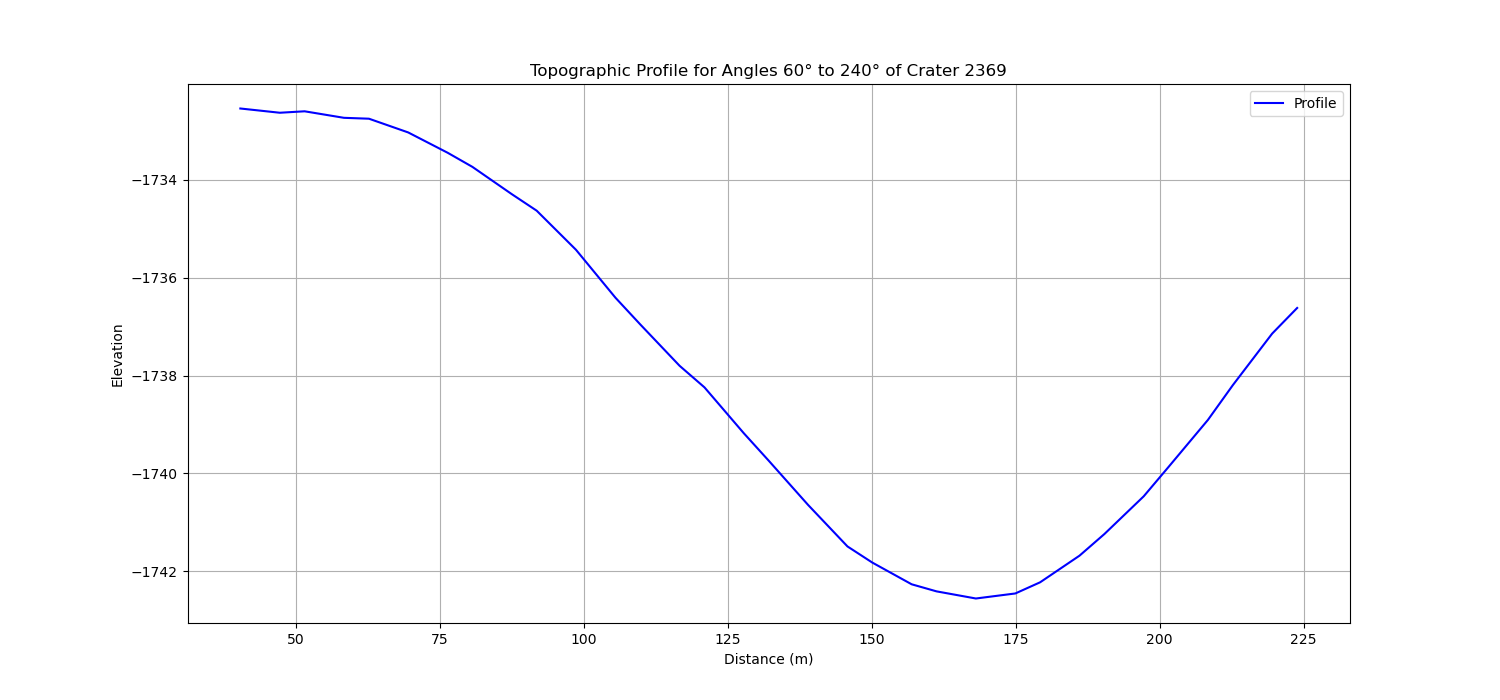 Topographic Profile for Angles 60° to 240° of Crater 2369
Profile
−1734
−1736
−1738
−1740
−1742
Elevation
50 75 100 125 150 175 200 225
Distance (m)